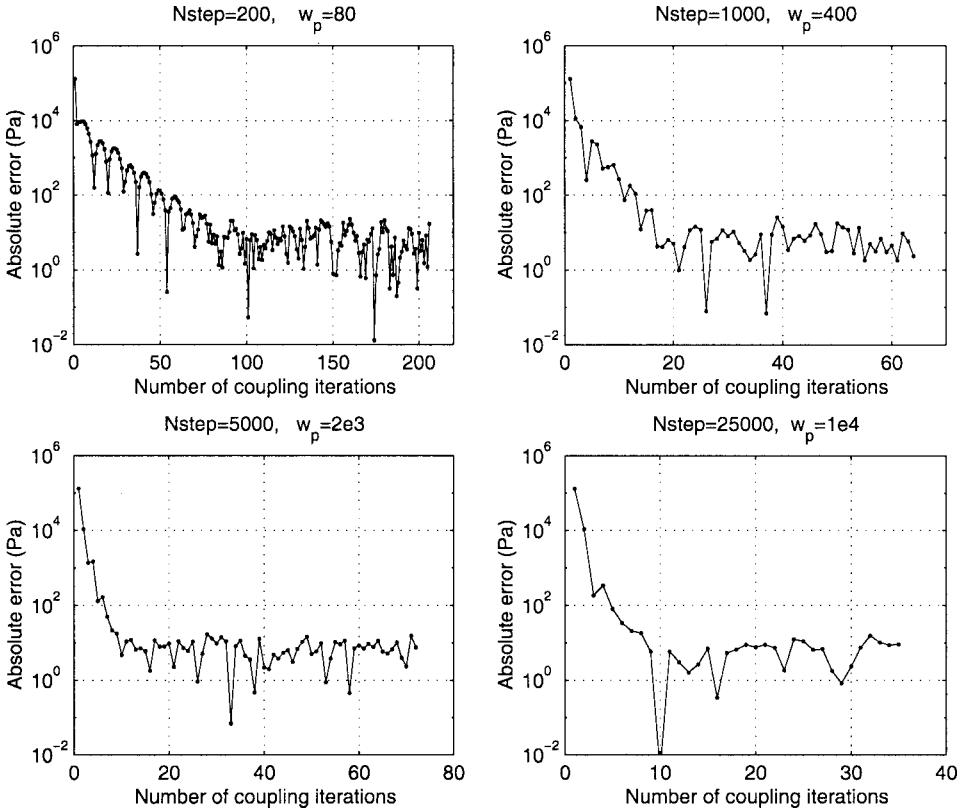 Nstep=200, w_p=80
Absolute error (Pa)
10^6
10^4
10^2
10^0
10^-2
0 50 100 150 200
Number of coupling iterations
Nstep=1000, w_p=400
Absolute error (Pa)
10^6
10^4
10^2
10^0
10^-2
0 20 40 60
Number of coupling iterations
Nstep=5000, w_p=2e3
Absolute error (Pa)
10^6
10^4
10^2
10^0
10^-2
0 20 40 60 80
Number of coupling iterations
Nstep=25000, w_p=1e4
Absolute error (Pa)
10^6
10^4
10^2
10^0
10^-2
0 10 20 30 40
Number of coupling iterations